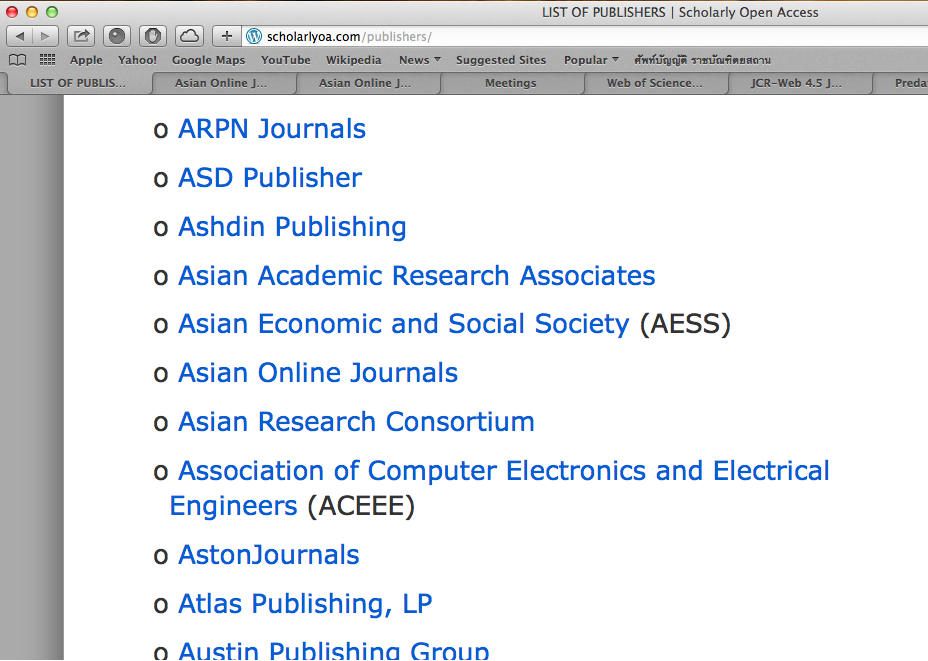 LIST OF PUBLISHERS | Scholarly Open Access
scholarlyoa.com/publishers/
Apple Yahoo! Google Maps YouTube Wikipedia News Suggested Sites Popular ศัพท์บัญญัติ ราชบัณฑิตยสถาน
LIST OF PUBLIS... Asian Online J... Asian Online J... Meetings Web of Science... JCR-Web 4.5 J... Preda
o ARPN Journals
o ASD Publisher
o Ashdin Publishing
o Asian Academic Research Associates
o Asian Economic and Social Society (AESS)
o Asian Online Journals
o Asian Research Consortium
o Association of Computer Electronics and Electrical
Engineers (ACEEE)
o AstonJournals
o Atlas Publishing, LP
o Austin Publishing Group